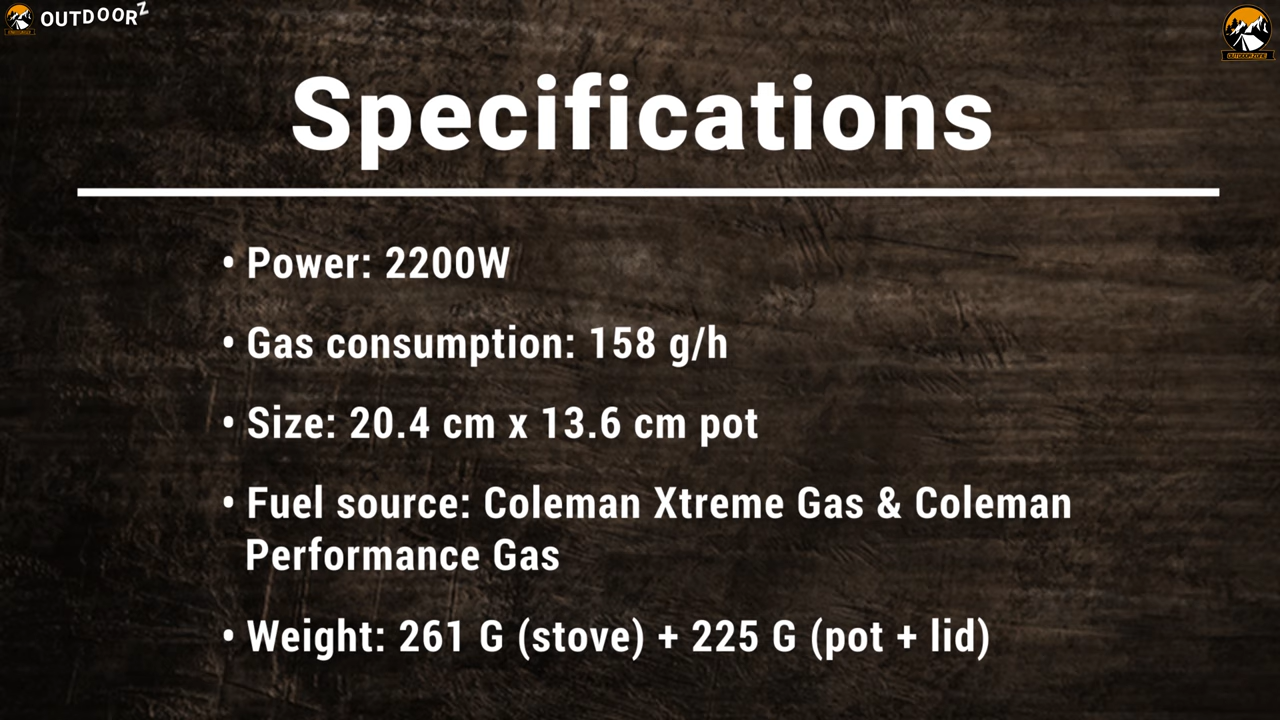 OUTDOORZ
OUTDOORZONE
Specifications
• Power: 2200W
• Gas consumption: 158 g/h
• Size: 20.4 cm x 13.6 cm pot
• Fuel source: Coleman Xtreme Gas & Coleman
Performance Gas
• Weight: 261 G (stove) + 225 G (pot + lid)